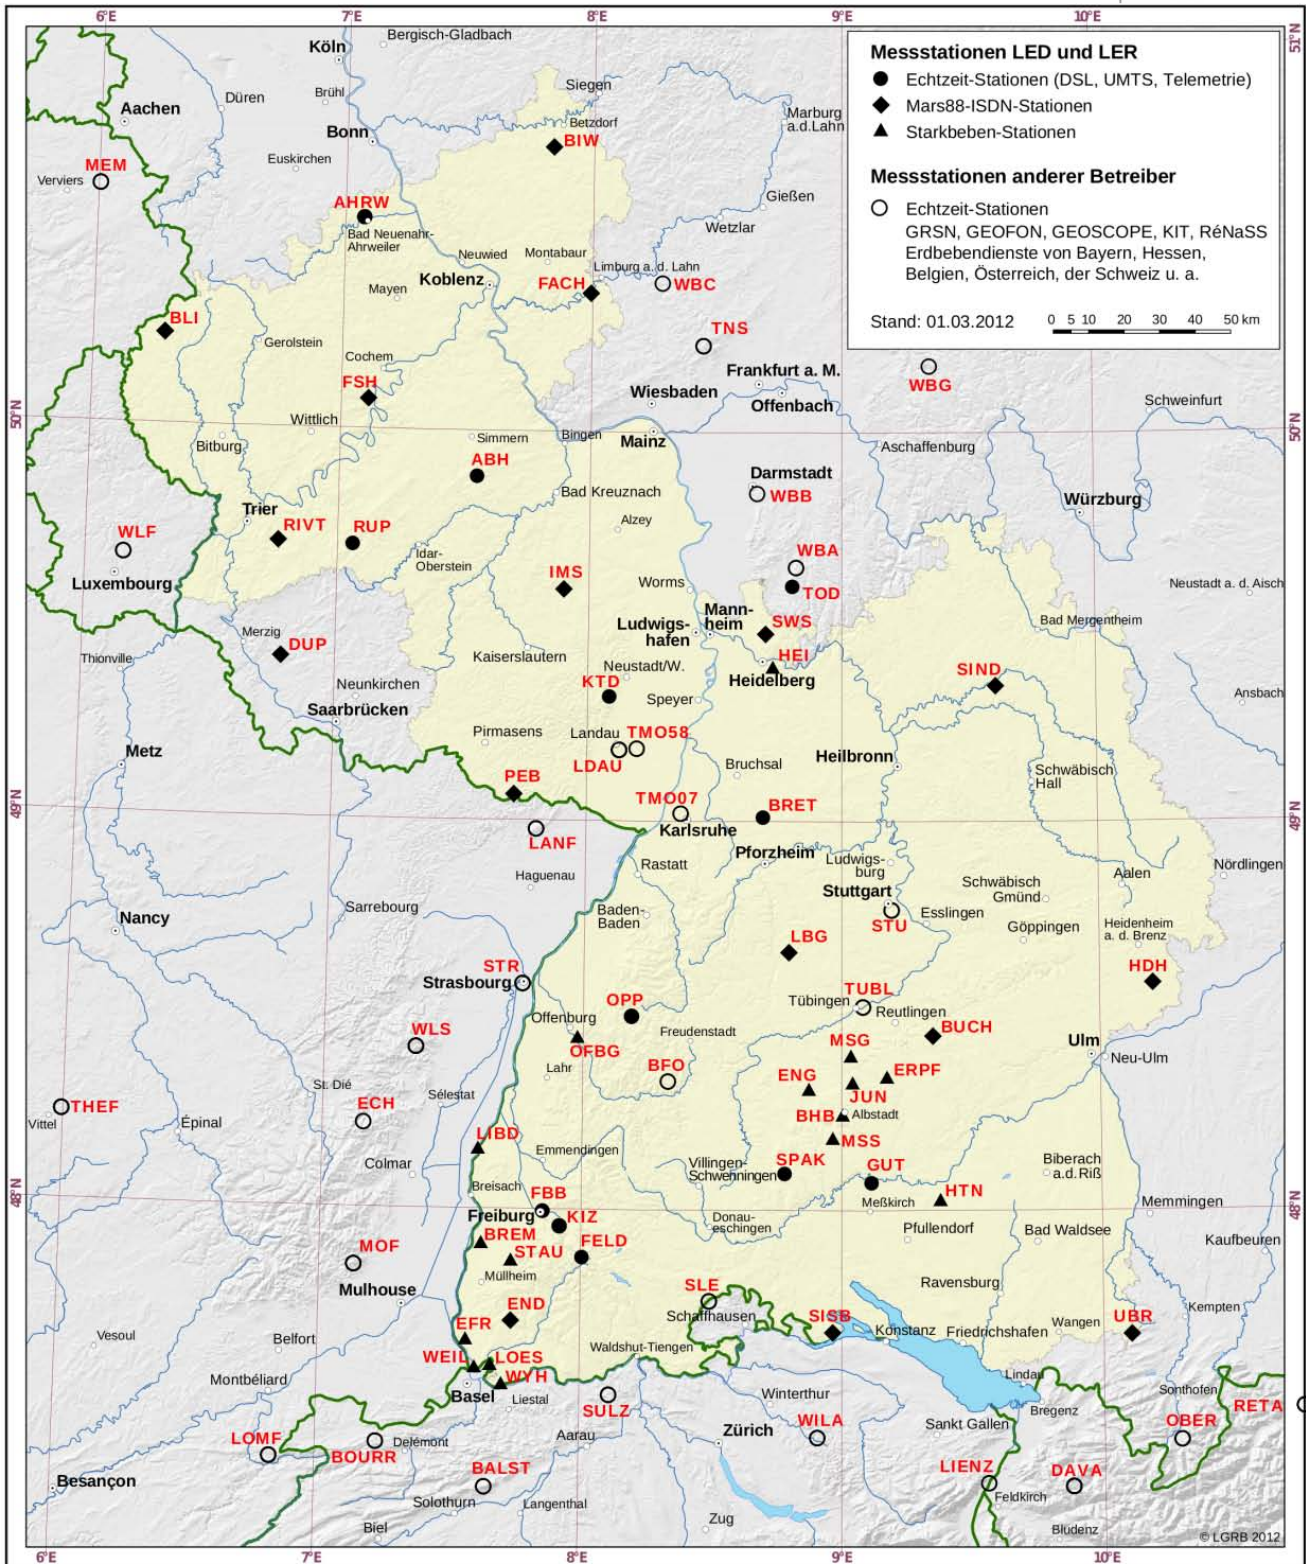 6°E
7°E
8°E
9°E
10°E
51°N
Messstationen LED und LER
Echtzeit-Stationen (DSL, UMTS, Telemetrie)
Mars88-ISDN-Stationen
Starkbeben-Stationen
Messstationen anderer Betreiber
Echtzeit-Stationen
GRSN, GEOFON, GEOSCOPE, KIT, RéNaSS
Erdbebendienste von Bayern, Hessen,
Belgien, Österreich, der Schweiz u. a.
Stand: 01.03.2012
0 5 10 20 30 40 50 km
Bergisch-Gladbach
Köln
Siegen
Brühl
Düren
Aachen
Marburg
a.d.Lahn
Betzdorf
Bonn
BIW
Euskirchen
MEM
Verviers
Gießen
AHRW
Wetzlar
Bad Neuenahr-
Ahrweiler
Neuwied
Montabaur
Limburg a. d. Lahn
Koblenz
FACH
WBC
Mayen
BLI
TNS
Gerolstein
Cochem
Frankfurt a. M.
FSH
WBG
Wiesbaden
Offenbach
Schweinfurt
50°N
50°N
Wittlich
Bitburg
Simmern
Bingen
Mainz
Aschaffenburg
ABH
Darmstadt
Bad Kreuznach
WBB
Würzburg
Trier
RIVT
RUP
Alzey
WLF
WBA
Idar-
Oberstein
Luxembourg
IMS
Worms
TOD
Neustadt a. d. Aisch
Mann-
heim
Ludwigs-
hafen
SWS
Bad Mergentheim
Merzig
DUP
Thionville
Kaiserslautern
HEI
Neustadt/W.
SIND
Neunkirchen
KTD
Heidelberg
Speyer
Ansbach
Saarbrücken
Pirmasens
Landau
TMO58
Metz
Heilbronn
LDAU
Bruchsal
Schwäbisch
Hall
PEB
TMO07
BRET
49°N
49°N
Karlsruhe
LANF
Pforzheim
Ludwigs-
burg
Rastatt
Nördlingen
Haguenau
Aalen
Stuttgart
Schwäbisch
Gmünd
Sarrebourg
Baden-
Baden
Esslingen
Nancy
STU
Göppingen
Heidenheim
a. d. Brenz
LBG
STR
HDH
Strasbourg
TUBL
OPP
Tübingen
Reutlingen
Offenburg
Freudenstadt
BUCH
WLS
MSG
Ulm
OFBG
Neu-Ulm
BFO
Lahr
ENG
ERPF
St. Dié
JUN
Sélestat
THEF
ECH
BHB
Albstadt
Vittel
Épinal
LIBD
MSS
Emmendingen
Colmar
Villingen-
Schwenningen
SPAK
GUT
Biberach
a.d.Riß
Breisach
FBB
HTN
48°N
48°N
Meßkirch
Memmingen
Freiburg
KIZ
Donau-
eschingen
Pfullendorf
Bad Waldsee
BREM
FELD
Kaufbeuren
MOF
STAU
Müllheim
SLE
Ravensburg
Mulhouse
END
Schaffhausen
SISB
Kempten
EFR
Konstanz
Friedrichshafen
Wangen
UBR
Vesoul
Belfort
Waldshut-Tiengen
WEIL
LOES
WYH
Lindau
Montbéliard
Basel
Liestal
Winterthur
Sonthofen
SULZ
Bregenz
RETA
WILA
Sankt Gallen
OBER
LOMF
Aarau
Zürich
Delémont
BOURR
BALST
LIENZ
DAVA
Besançon
Feldkirch
Solothurn
Langenthal
Zug
Biel
Bludenz
© LGRB 2012
6°E
7°E
8°E
9°E
10°E